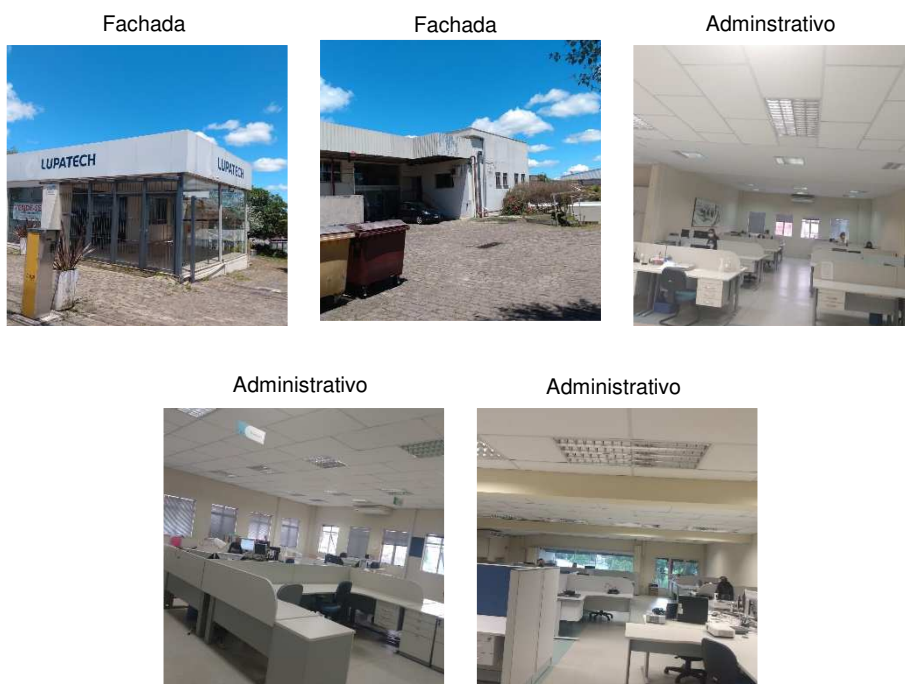 Fachada
Fachada
Adminstrativo
LUPATECH
LUPATECH
Administrativo
Administrativo